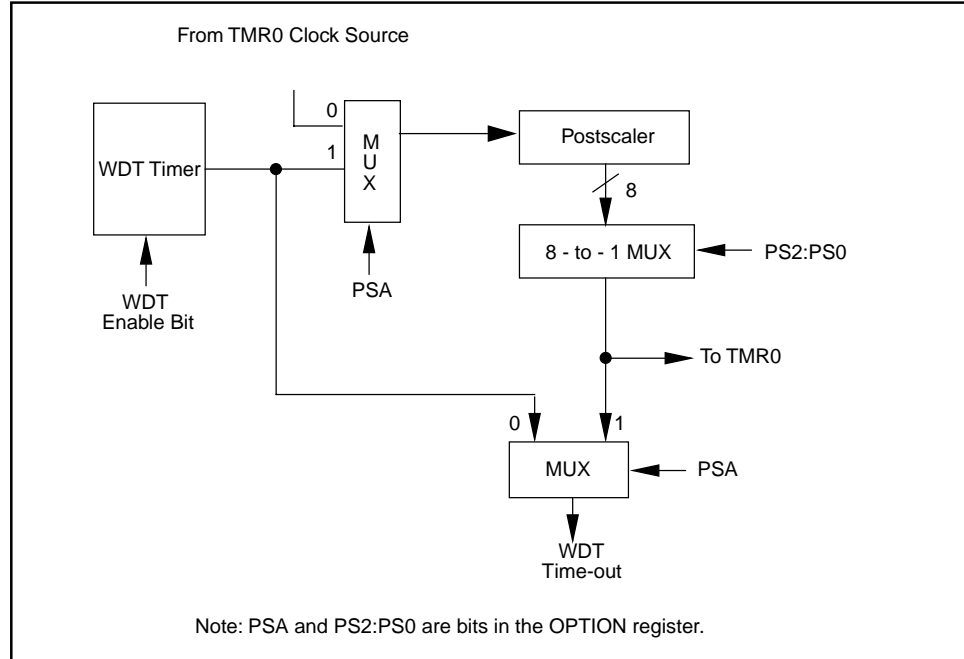 From TMR0 Clock Source
0
1
M
U
X
WDT Timer
Postscaler
8
8 - to - 1 MUX
PS2:PS0
PSA
WDT
Enable Bit
To TMR0
0
1
MUX
PSA
WDT
Time-out
Note: PSA and PS2:PS0 are bits in the OPTION register.